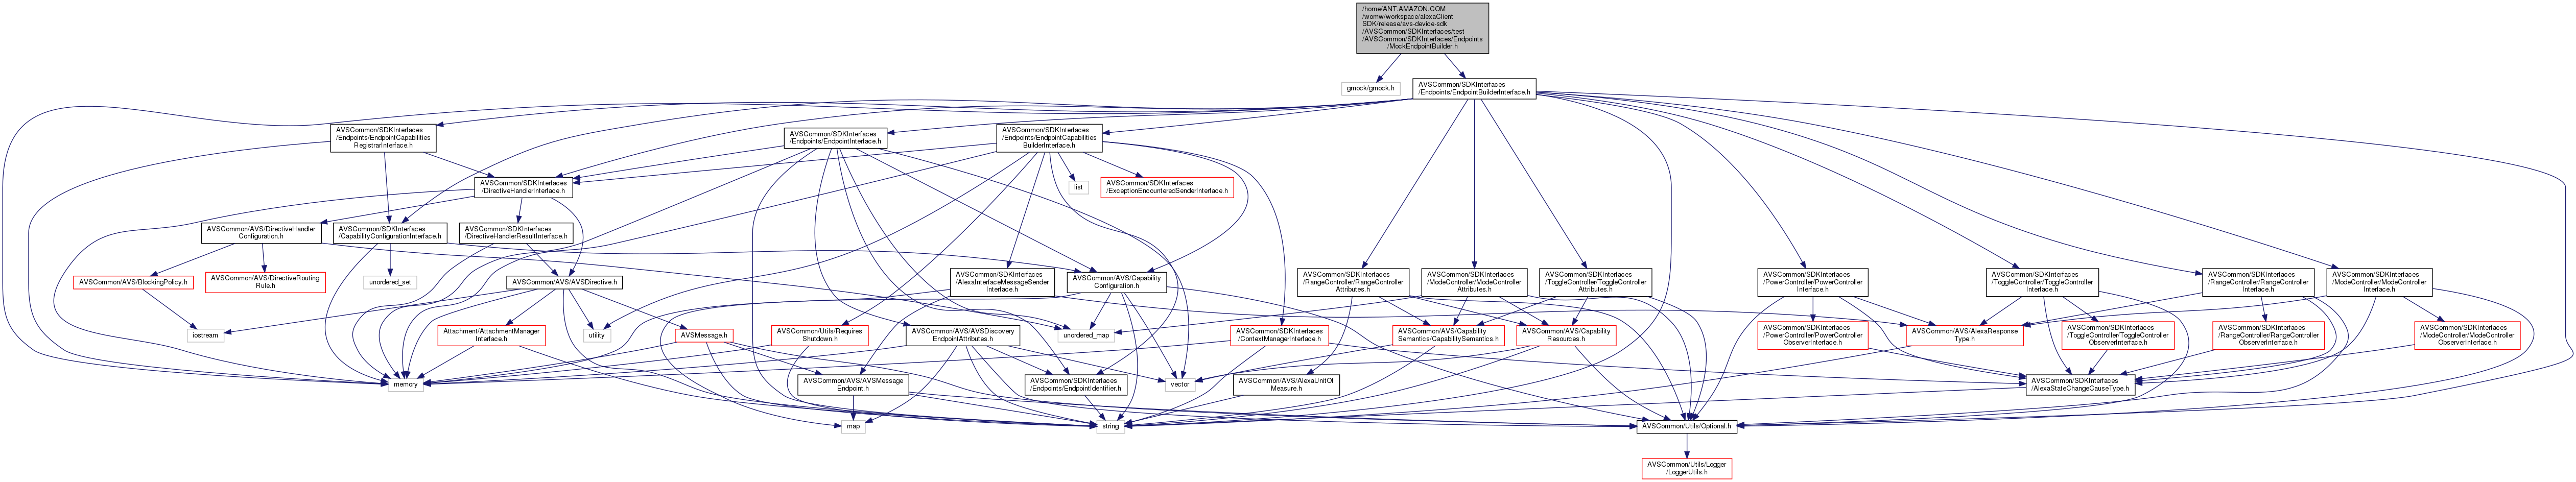 /home/ANT.AMAZON.COM
/womw/workspace/alexaClient
SDK/release/avs-device-sdk
/AVSCommon/SDKInterfaces/test
/AVSCommon/SDKInterfaces/Endpoints
/MockEndpointBuilder.h
gmock/gmock.h
AVSCommon/SDKInterfaces
/Endpoints/EndpointBuilderInterface.h
AVSCommon/SDKInterfaces
/Endpoints/EndpointCapabilities
RegistrarInterface.h
AVSCommon/SDKInterfaces
/Endpoints/EndpointInterface.h
AVSCommon/SDKInterfaces
/Endpoints/EndpointCapabilities
BuilderInterface.h
AVSCommon/SDKInterfaces
/DirectiveHandlerInterface.h
list
AVSCommon/SDKInterfaces
/ExceptionEncounteredSenderInterface.h
AVSCommon/AVS/DirectiveHandler
Configuration.h
AVSCommon/SDKInterfaces
/CapabilityConfigurationInterface.h
AVSCommon/SDKInterfaces
/DirectiveHandlerResultInterface.h
AVSCommon/AVS/BlockingPolicy.h
AVSCommon/AVS/DirectiveRouting
Rule.h
unordered_set
AVSCommon/AVS/AVSDirective.h
AVSCommon/SDKInterfaces
/AlexaInterfaceMessageSender
Interface.h
AVSCommon/AVS/Capability
Configuration.h
AVSCommon/SDKInterfaces
/RangeController/RangeController
Attributes.h
AVSCommon/SDKInterfaces
/ModeController/ModeController
Attributes.h
AVSCommon/SDKInterfaces
/ToggleController/ToggleController
Attributes.h
AVSCommon/SDKInterfaces
/PowerController/PowerController
Interface.h
AVSCommon/SDKInterfaces
/ToggleController/ToggleController
Interface.h
AVSCommon/SDKInterfaces
/RangeController/RangeController
Interface.h
AVSCommon/SDKInterfaces
/ModeController/ModeController
Interface.h
iostream
Attachment/AttachmentManager
Interface.h
utility
AVSMessage.h
AVSCommon/Utils/Requires
Shutdown.h
AVSCommon/AVS/AVSDiscovery
EndpointAttributes.h
unordered_map
AVSCommon/SDKInterfaces
/ContextManagerInterface.h
AVSCommon/AVS/Capability
Semantics/CapabilitySemantics.h
AVSCommon/AVS/Capability
Resources.h
AVSCommon/SDKInterfaces
/PowerController/PowerController
ObserverInterface.h
AVSCommon/AVS/AlexaResponse
Type.h
AVSCommon/SDKInterfaces
/ToggleController/ToggleController
ObserverInterface.h
AVSCommon/SDKInterfaces
/RangeController/RangeController
ObserverInterface.h
AVSCommon/SDKInterfaces
/ModeController/ModeController
ObserverInterface.h
memory
AVSCommon/AVS/AVSMessage
Endpoint.h
AVSCommon/SDKInterfaces
/Endpoints/EndpointIdentifier.h
vector
AVSCommon/AVS/AlexaUnitOf
Measure.h
AVSCommon/SDKInterfaces
/AlexaStateChangeCauseType.h
map
string
AVSCommon/Utils/Optional.h
AVSCommon/Utils/Logger
/LoggerUtils.h